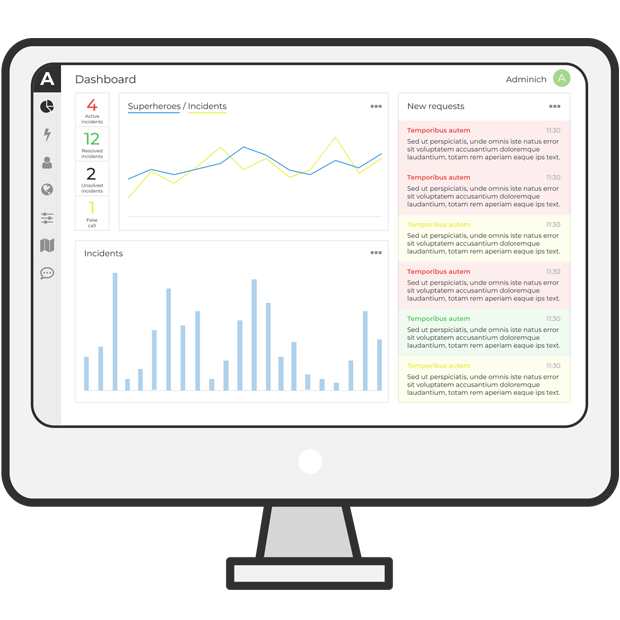 A
Dashboard
Adminich
A
4
Active
incidents
12
Resolved
incidents
2
Unsolved
incidents
1
Fake
call
Superheroes / Incidents
Incidents
New requests
Temporibus autem 11:30
Sed ut perspiciatis, unde omnis iste natus error
sit voluptatem accusantium doloremque
laudantium, totam rem aperiam eaque ips text.
Temporibus autem 11:30
Sed ut perspiciatis, unde omnis iste natus error
sit voluptatem accusantium doloremque
laudantium, totam rem aperiam eaque ips text.
Temporibus autem 11:30
Sed ut perspiciatis, unde omnis iste natus error
sit voluptatem accusantium doloremque
laudantium, totam rem aperiam eaque ips text.
Temporibus autem 11:30
Sed ut perspiciatis, unde omnis iste natus error
sit voluptatem accusantium doloremque
laudantium, totam rem aperiam eaque ips text.
Temporibus autem 11:30
Sed ut perspiciatis, unde omnis iste natus error
sit voluptatem accusantium doloremque
laudantium, totam rem aperiam eaque ips text.
Temporibus autem 11:30
Sed ut perspiciatis, unde omnis iste natus error
sit voluptatem accusantium doloremque
laudantium, totam rem aperiam eaque ips text.